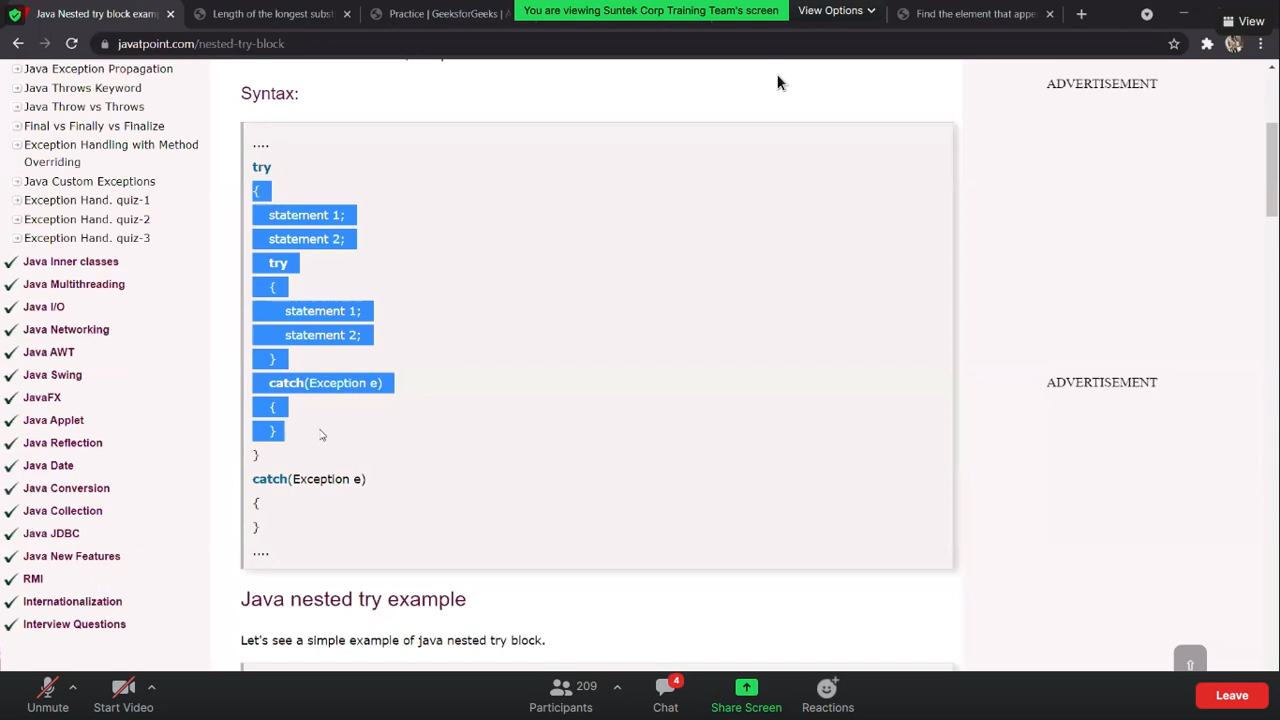 Java Nested try block exam
Length of the longest subst
Practice | GeeksforGeeks | A
You are viewing Suntek Corp Training Team's screen
View Options
Find the element that appe
View
javatpoint.com/nested-try-block
Java Exception Propagation
Java Throws Keyword
Java Throw vs Throws
Final vs Finally vs Finalize
Exception Handling with Method
Overriding
Java Custom Exceptions
Exception Hand. quiz-1
Exception Hand. quiz-2
Exception Hand. quiz-3
Java Inner classes
Java Multithreading
Java I/O
Java Networking
Java AWT
Java Swing
JavaFX
Java Applet
Java Reflection
Java Date
Java Conversion
Java Collection
Java JDBC
Java New Features
RMI
Internationalization
Interview Questions
Syntax:
....
try
{
statement 1;
statement 2;
try
{
statement 1;
statement 2;
}
catch(Exception e)
{
}
}
catch(Exception e)
{
}
....
Java nested try example
Let's see a simple example of java nested try block.
ADVERTISEMENT
ADVERTISEMENT
Unmute
Start Video
209
Participants
4
Chat
Share Screen
Reactions
Leave